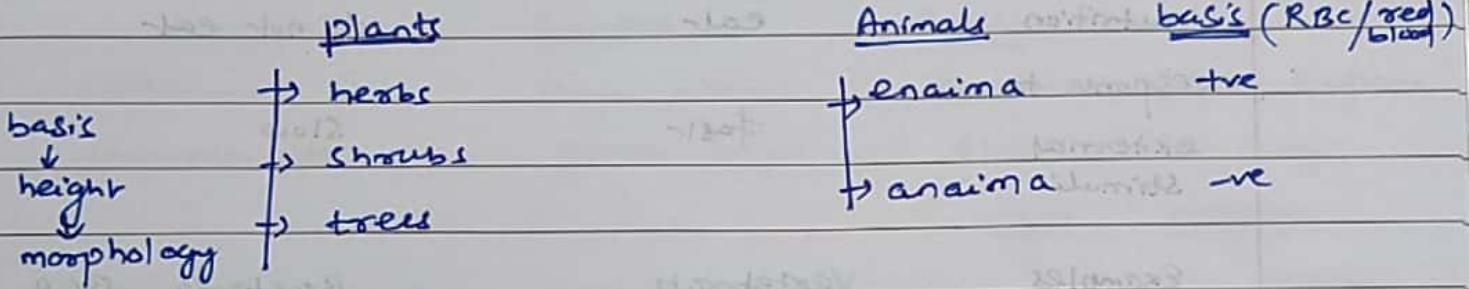 plants Animals basis (RBC/red blood)
→ herbs → enaima +ve
basis
↓
→ shrubs
height → anaima -ve
↓
→ trees
morphology